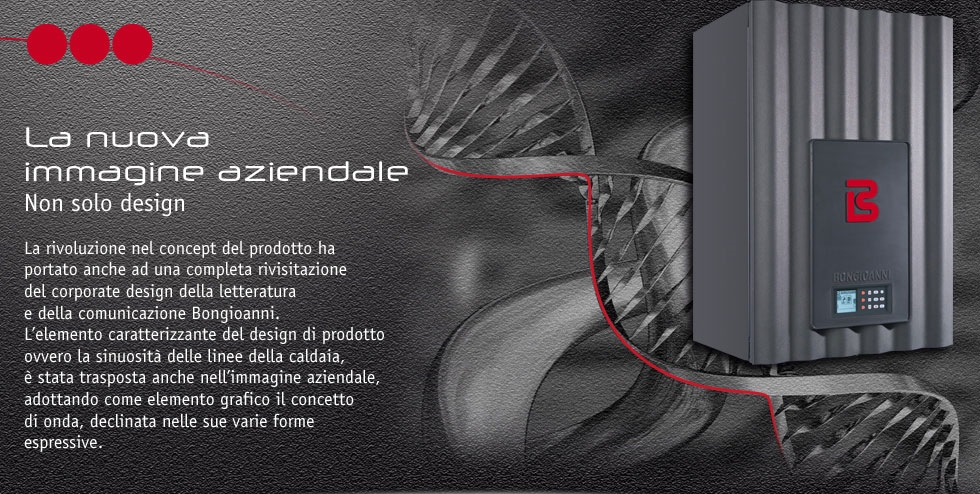 La nuova
immagine aziendale
Non solo design
La rivoluzione nel concept del prodotto ha
portato anche ad una completa rivisitazione
del corporate design della letteratura
e della comunicazione Bongioanni.
L'elemento caratterizzante del design di prodotto
ovvero la sinuosità delle linee della caldaia,
è stata trasposta anche nell'immagine aziendale,
adottando come elemento grafico il concetto
di onda, declinata nelle sue varie forme
espressive.
B
BONGIOANNI